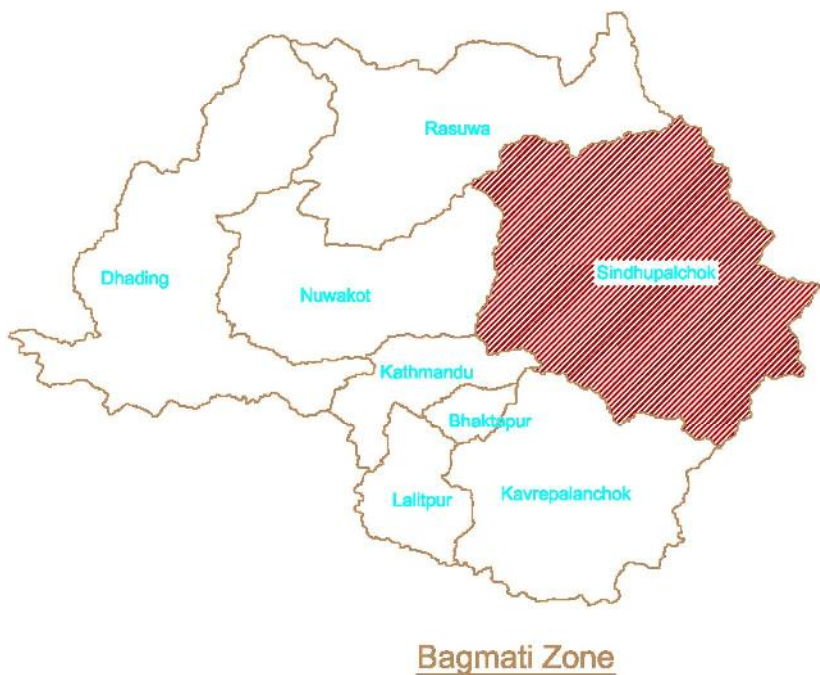 Rasuwa
Sindhupalchok
Dhading
Nuwakot
Kathmandu
Bhaktapur
Lalitpur
Kavrepalanchok
Bagmati Zone